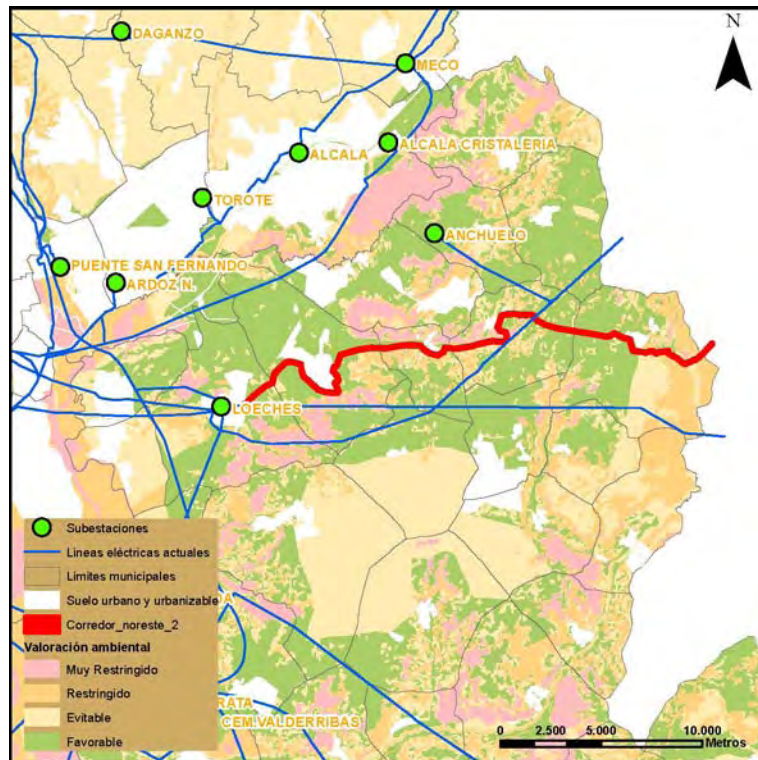 N
DAGANZO
MECO
ALCALA CRISTALERIA
ALCALA
TOROTE
ANCHUELO
PUENTE SAN FERNANDO
ARDOZ N.
LOECHES
Subestaciones
Lineas eléctricas actuales
Limites municipales
Suelo urbano y urbanizable
Corredor_noreste_2
Valoración ambiental
Muy Restringido
Restringido
Evitable
Favorable
RATA
CEM.VALDERRIBAS
0 2.500 5.000 10.000
Metros